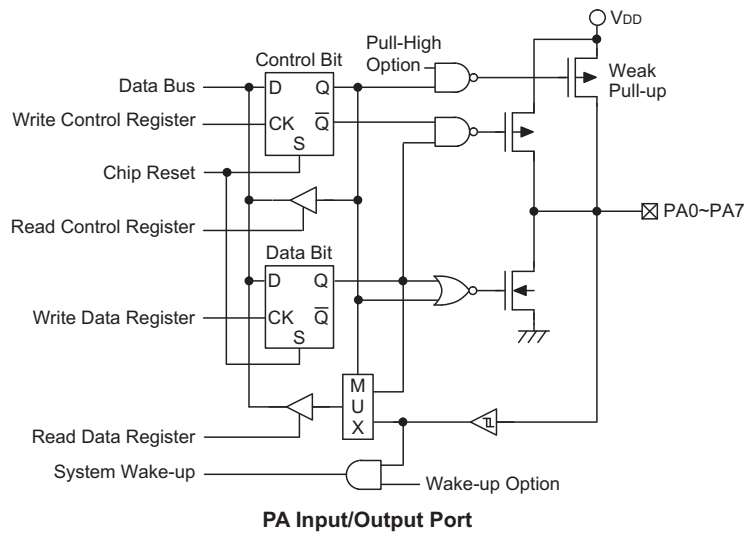 VDD
Pull-High
Option
Weak
Pull-up
Control Bit
Data Bus
D
Q
Write Control Register
CK
Q
S
Chip Reset
Read Control Register
PA0~PA7
Data Bit
D
Q
Write Data Register
CK
Q
S
M
U
X
Read Data Register
System Wake-up
Wake-up Option
PA Input/Output Port